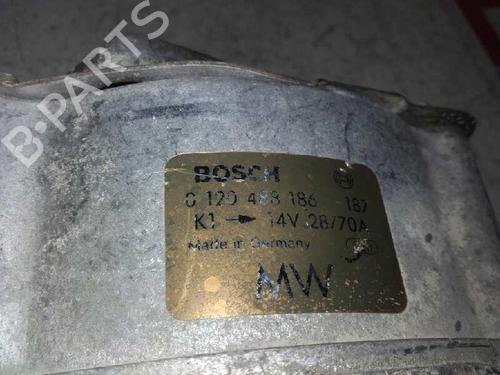 B-PARTS
BOSCH
0 120 488 186 187
K1 → 14V 28/70A
Made in Germany
MW